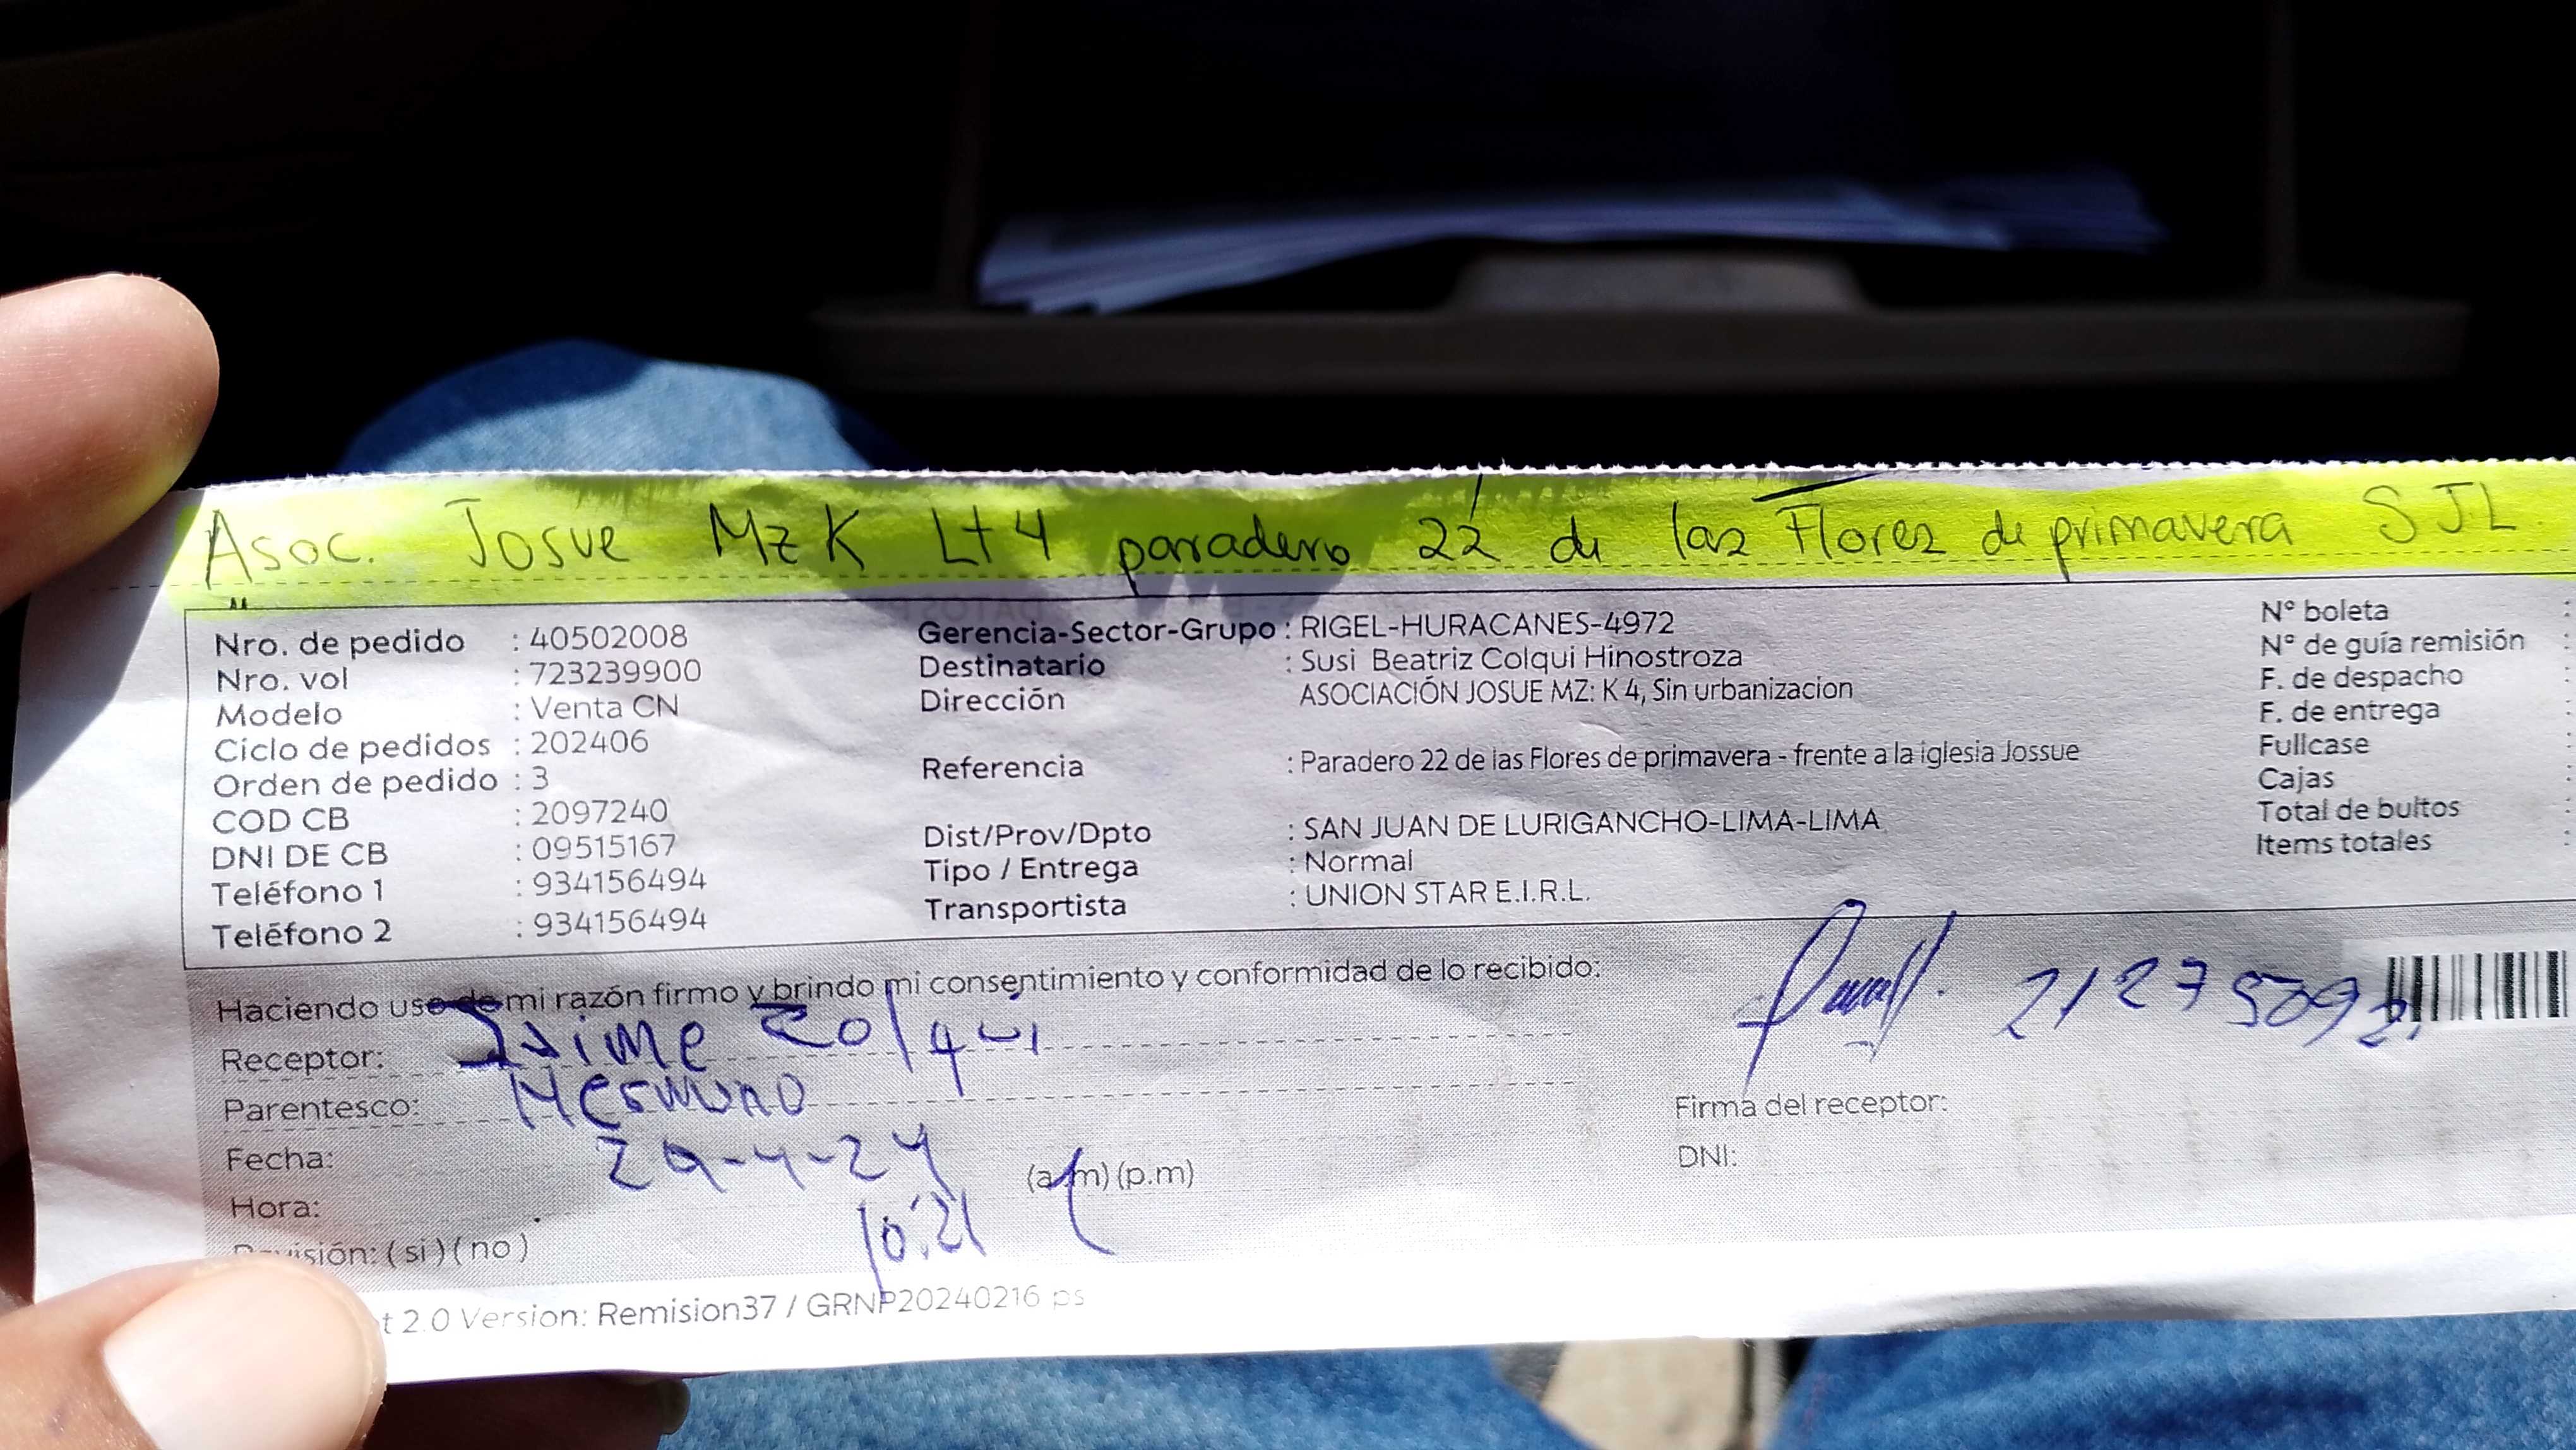 Asoc. Josue Mz K Lt 4 paradero 22 de las Flores de primavera SJL
Nro. de pedido : 40502008
Nro. vol : 723239900
Modelo : Venta CN
Ciclo de pedidos : 202406
Orden de pedido : 3
COD CB : 2097240
DNI DE CB : 09515167
Teléfono 1 : 934156494
Teléfono 2 : 934156494
Gerencia-Sector-Grupo : RIGEL-HURACANES-4972
Destinatario : Susi Beatriz Colqui Hinostroza
Dirección ASOCIACIÓN JOSUE MZ: K 4, Sin urbanizacion
Referencia : Paradero 22 de las Flores de primavera - frente a la iglesia Jossue
Dist/Prov/Dpto : SAN JUAN DE LURIGANCHO-LIMA-LIMA
Tipo / Entrega : Normal
Transportista : UNION STAR E.I.R.L.
N° boleta :
N° de guía remisión :
F. de despacho :
F. de entrega :
Fullcase :
Cajas :
Total de bultos :
Items totales :
Haciendo uso de mi razón firmo y brindo mi consentimiento y conformidad de lo recibido:
Receptor: Jaime Colqui
Parentesco: Hermano
Fecha: 29-4-24
Hora: 10:21 (a.m) (p.m)
Revisión: ( si ) ( no )
Firma del receptor:
DNI:
t 2.0 Version: Remision37 / GRNP20240216 ps